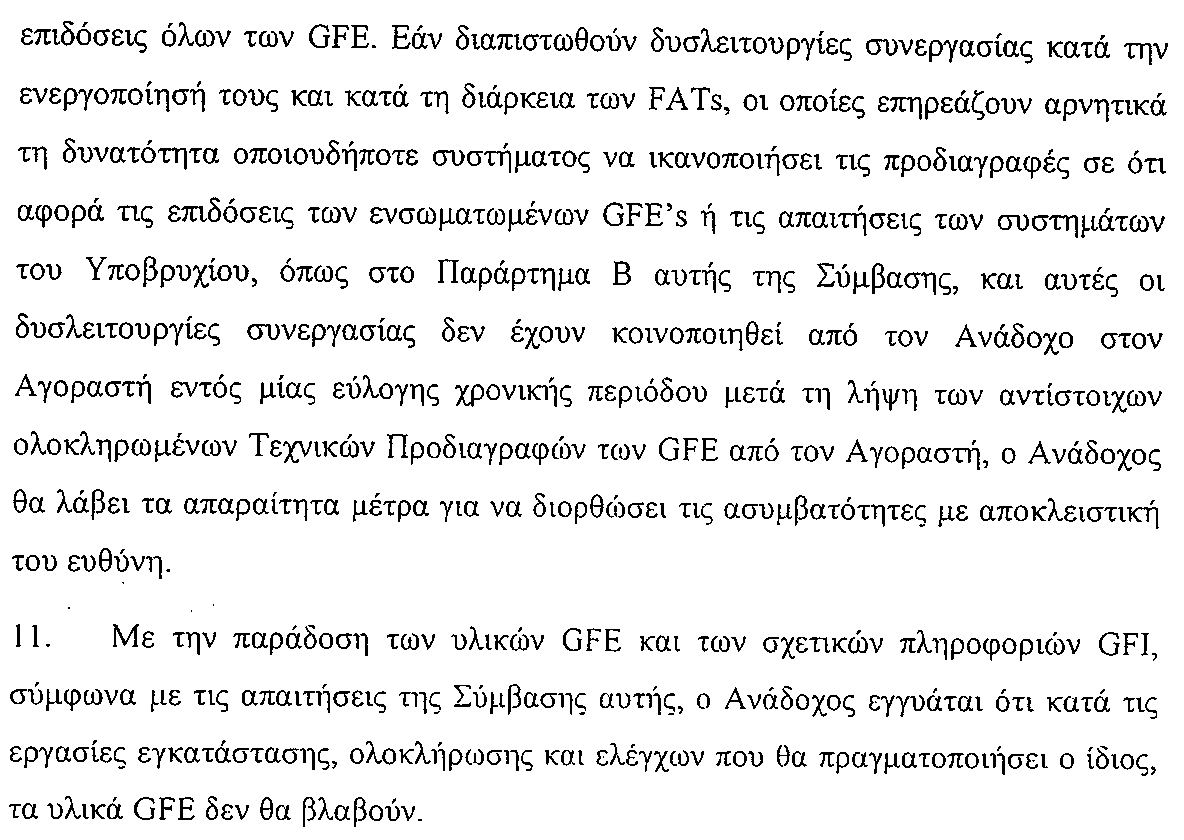 επιδόσεις όλων των GFE. Εάν διαπιστωθούν δυσλειτουργίες συνεργασίας κατά την
ενεργοποίησή τους και κατά τη διάρκεια των FATs, οι οποίες επηρεάζουν αρνητικά
τη δυνατότητα οποιουδήποτε συστήματος να ικανοποιήσει τις προδιαγραφές σε ότι
αφορά τις επιδόσεις των ενσωματωμένων GFE’s ή τις απαιτήσεις των συστημάτων
του Υποβρυχίου, όπως στο Παράρτημα Β αυτής της Σύμβασης, και αυτές οι
δυσλειτουργίες συνεργασίας δεν έχουν κοινοποιηθεί από τον Ανάδοχο στον
Αγοραστή εντός μίας εύλογης χρονικής περιόδου μετά τη λήψη των αντίστοιχων
ολοκληρωμένων Τεχνικών Προδιαγραφών των GFE από τον Αγοραστή, ο Ανάδοχος
θα λάβει τα απαραίτητα μέτρα για να διορθώσει τις ασυμβατότητες με αποκλειστική
του ευθύνη.
11. Με την παράδοση των υλικών GFE και των σχετικών πληροφοριών GFI,
σύμφωνα με τις απαιτήσεις της Σύμβασης αυτής, ο Ανάδοχος εγγυάται ότι κατά τις
εργασίες εγκατάστασης, ολοκλήρωσης και ελέγχων που θα πραγματοποιήσει ο ίδιος,
τα υλικά GFE δεν θα βλαβούν.